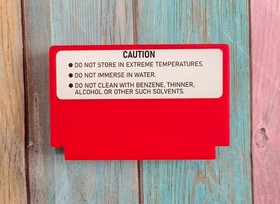 CAUTION
● DO NOT STORE IN EXTREME TEMPERATURES.
● DO NOT IMMERSE IN WATER.
● DO NOT CLEAN WITH BENZENE, THINNER,
ALCOHOL OR OTHER SUCH SOLVENTS.